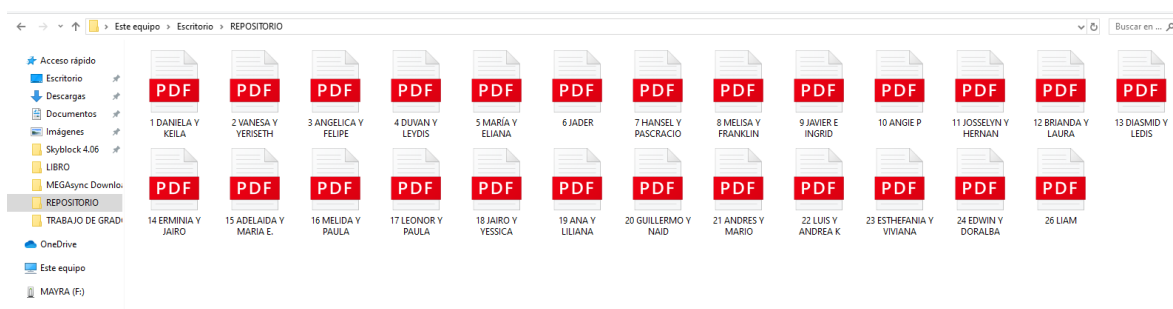 Este equipo > Escritorio > REPOSITORIO
Buscar en ...
Acceso rápido
Escritorio
Descargas
Documentos
Imágenes
Skyblock 4.06
LIBRO
MEGAsync Downlo
REPOSITORIO
TRABAJO DE GRAD
OneDrive
Este equipo
MAYRA (F:)
PDF PDF PDF PDF PDF PDF PDF PDF PDF PDF PDF PDF PDF
1 DANIELA Y KEILA
2 VANESA Y YERISETH
3 ANGELICA Y FELIPE
4 DUVAN Y LEYDIS
5 MARÍA Y ELIANA
6 JADER
7 HANSEL Y PASCRACIO
8 MELISA Y FRANKLIN
9 JAVIER E INGRID
10 ANGIE P
11 JOSSELYN Y HERNAN
12 BRIANDA Y LAURA
13 DIASMID Y LEDIS
PDF PDF PDF PDF PDF PDF PDF PDF PDF PDF PDF PDF
14 ERMINIA Y JAIRO
15 ADELAIDA Y MARIA E.
16 MELIDA Y PAULA
17 LEONOR Y PAULA
18 JAIRO Y YESSICA
19 ANA Y LILIANA
20 GUILLERMO Y NAID
21 ANDRES Y MARIO
22 LUIS Y ANDREA K
23 ESTHEFANIA Y VIVIANA
24 EDWIN Y DORALBA
26 LIAM